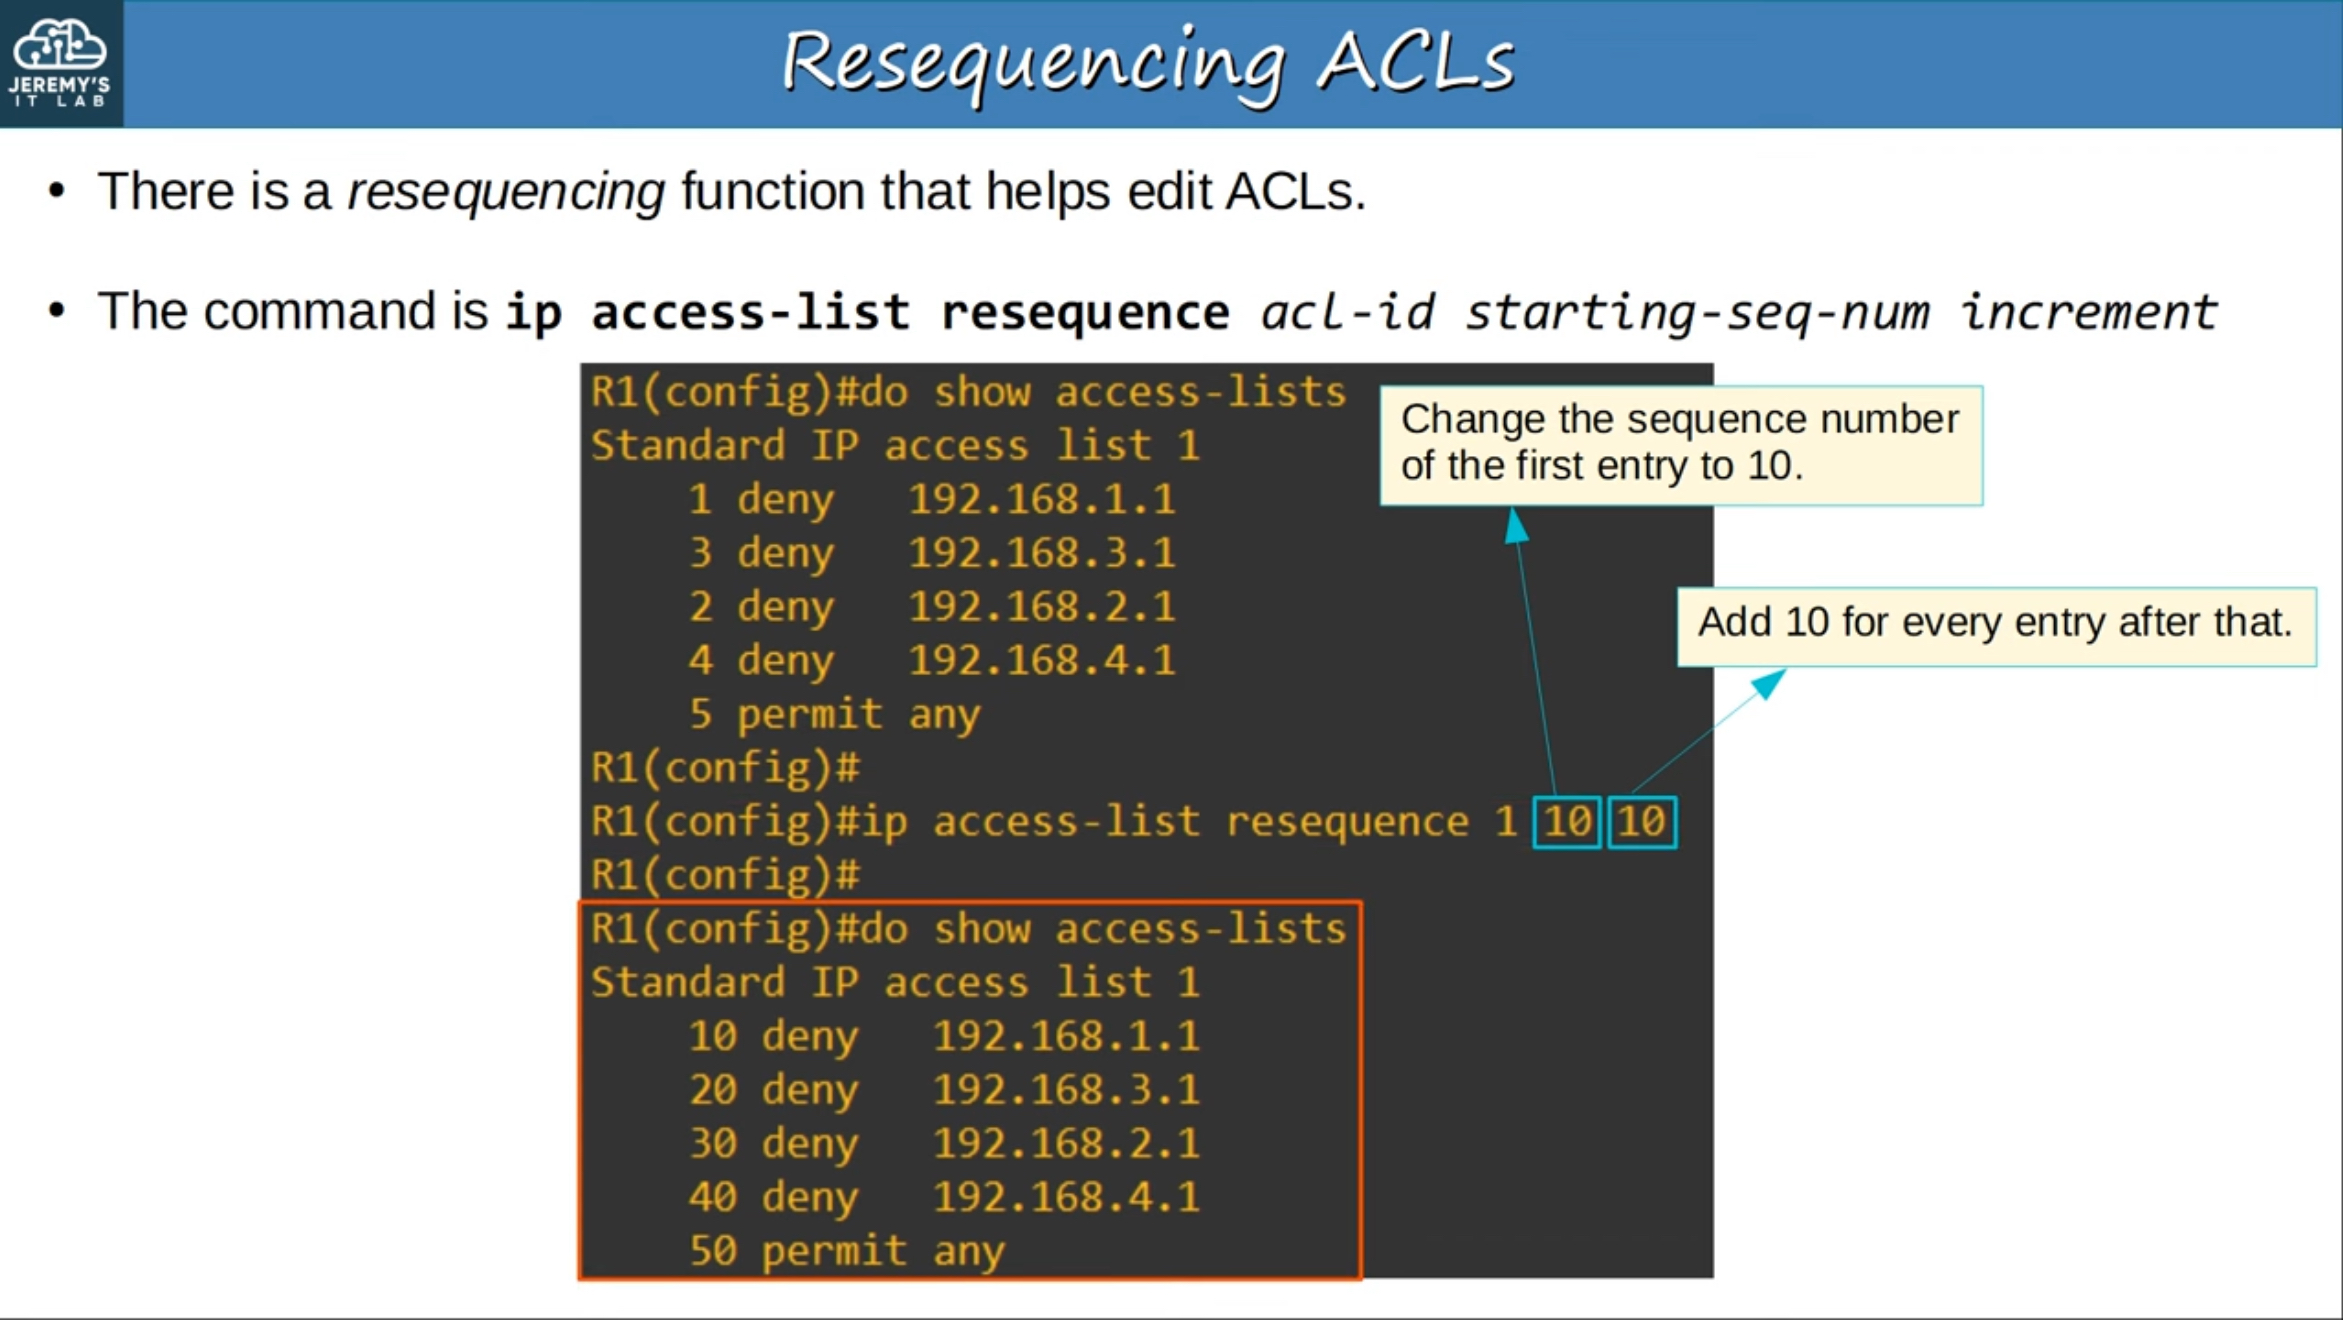 JEREMY'S
IT LAB
Resequencing ACLs
• There is a resequencing function that helps edit ACLs.
• The command is ip access-list resequence acl-id starting-seq-num increment
R1(config)#do show access-lists
Standard IP access list 1
1 deny 192.168.1.1
3 deny 192.168.3.1
2 deny 192.168.2.1
4 deny 192.168.4.1
5 permit any
R1(config)#
R1(config)#ip access-list resequence 1 10 10
R1(config)#
R1(config)#do show access-lists
Standard IP access list 1
10 deny 192.168.1.1
20 deny 192.168.3.1
30 deny 192.168.2.1
40 deny 192.168.4.1
50 permit any
Change the sequence number
of the first entry to 10.
Add 10 for every entry after that.